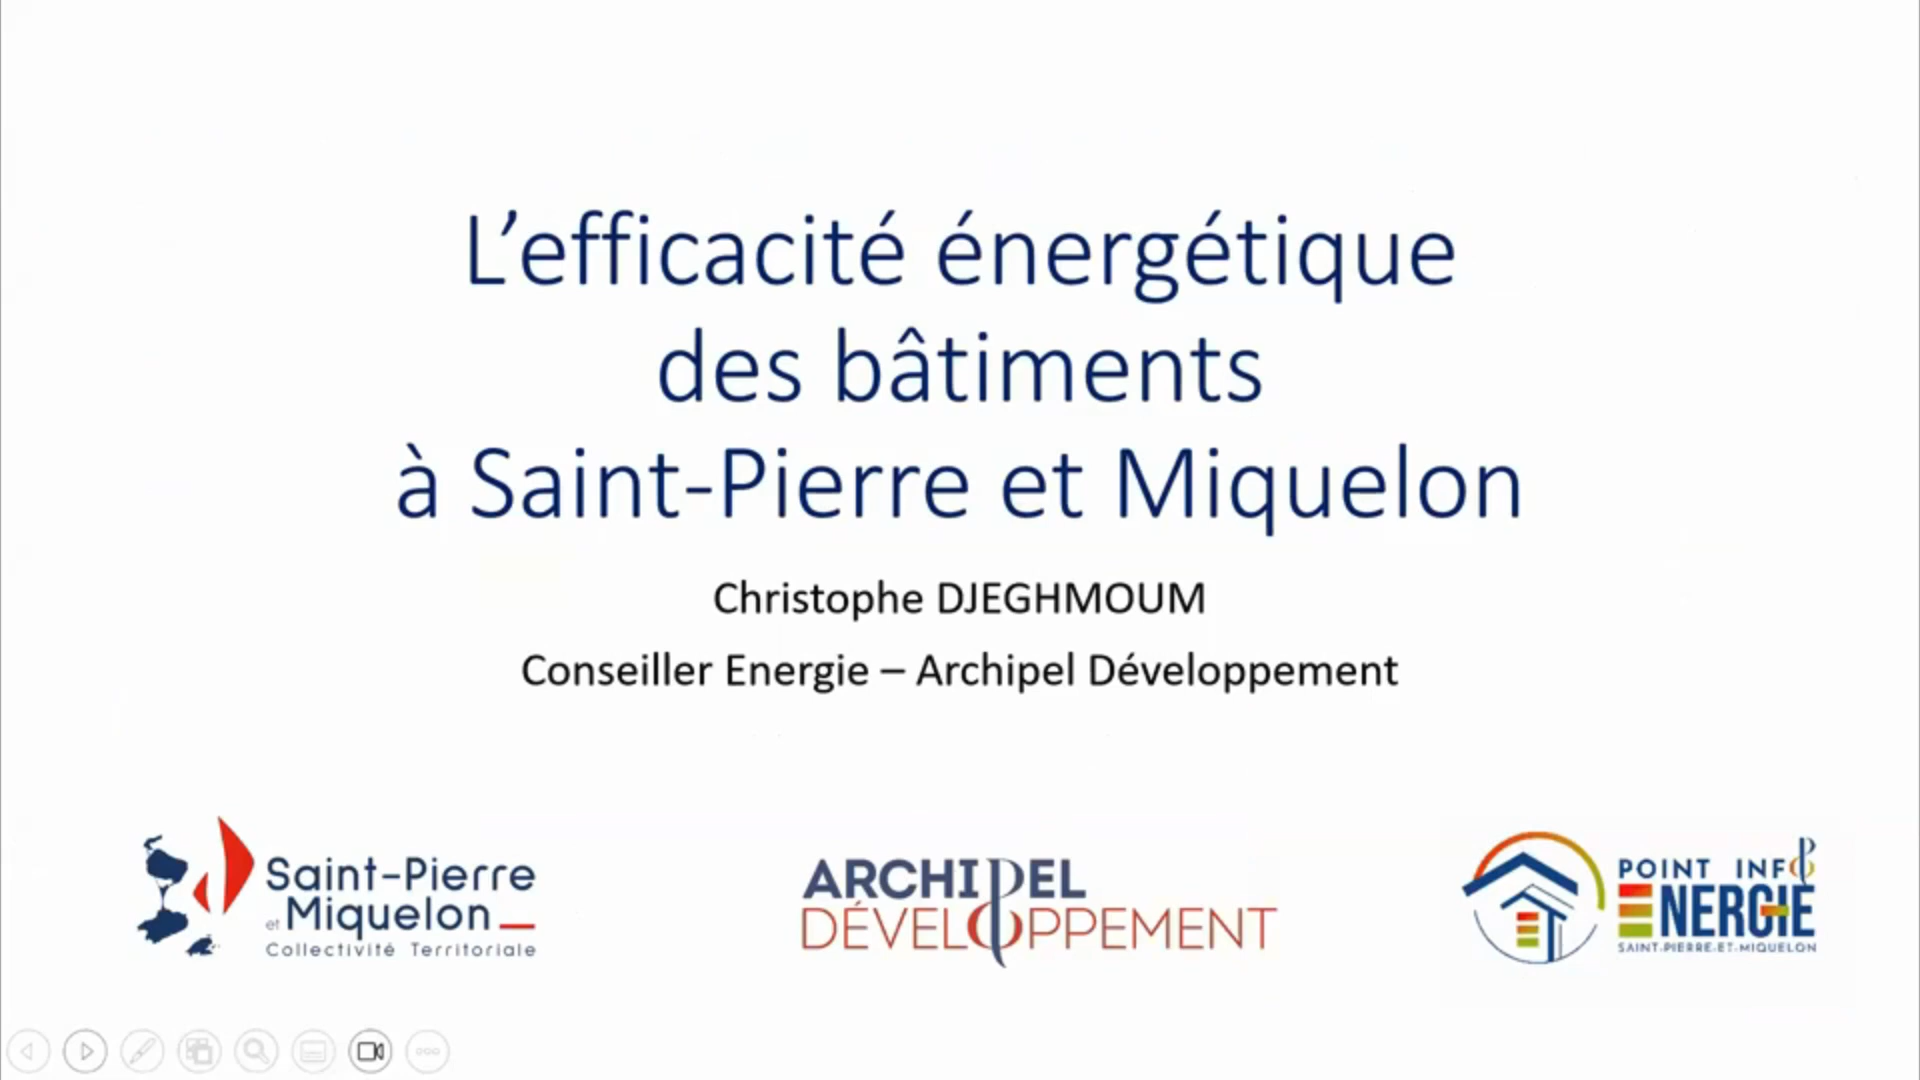 L’efficacité énergétique
des bâtiments
à Saint-Pierre et Miquelon
Christophe DJEGHMOUM
Conseiller Energie – Archipel Développement
Saint-Pierre
et Miquelon
Collectivité Territoriale
ARCHIPEL
DÉVELOPPEMENT
POINT INFO
ENERGIE
SAINT-PIERRE-ET-MIQUELON